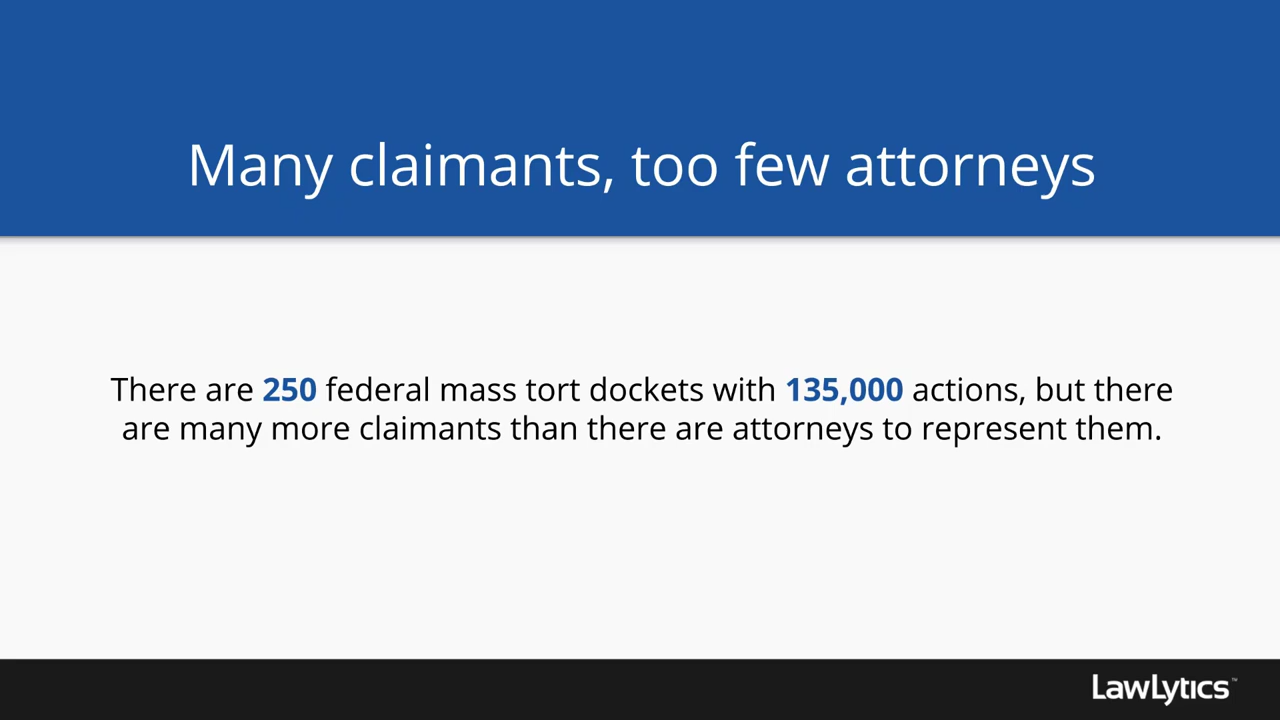 Many claimants, too few attorneys
There are 250 federal mass tort dockets with 135,000 actions, but there
are many more claimants than there are attorneys to represent them.
LawLytics™